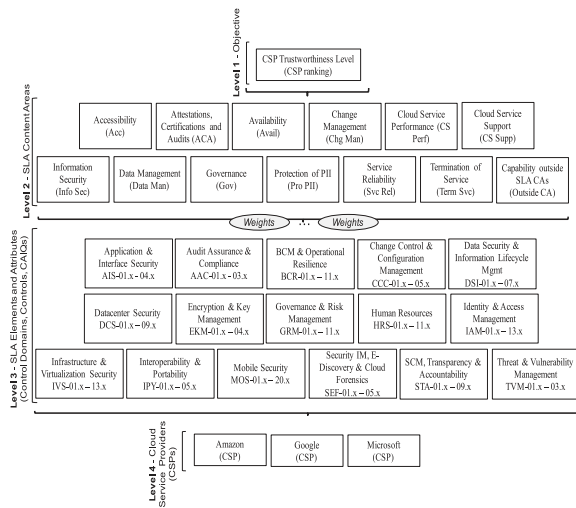 Level 1 - Objective
CSP Trustworthiness Level
(CSP ranking)
Level 2 - SLA Content Areas
Accessibility
(Acc)
Attestations,
Certifications and
Audits (ACA)
Availability
(Avail)
Change
Management
(Chg Man)
Cloud Service
Performance (CS
Perf)
Cloud Service
Support
(CS Supp)
Information
Security
(Info Sec)
Data Management
(Data Man)
Governance
(Gov)
Protection of PII
(Pro PII)
Service
Reliability
(Svc Rel)
Termination of
Service
(Term Svc)
Capability outside
SLA CAs
(Outside CA)
Weights
...
Weights
Level 3 - SLA Elements and Attributes
(Control Domains, Controls, CAIQs)
Application &
Interface Security
AIS-01.x – 04.x
Audit Assurance &
Compliance
AAC-01.x – 03.x
BCM & Operational
Resilience
BCR-01.x – 11.x
Change Control &
Configuration
Management
CCC-01.x – 05.x
Data Security &
Information Lifecycle
Mgmt
DSI-01.x – 07.x
Datacenter Security
DCS-01.x – 09.x
Encryption & Key
Management
EKM-01.x – 04.x
Governance & Risk
Management
GRM-01.x – 11.x
Human Resources
HRS-01.x – 11.x
Identity & Access
Management
IAM-01.x – 13.x
Infrastructure &
Virtualization Security
IVS-01.x – 13.x
Interoperability &
Portability
IPY-01.x – 05.x
Mobile Security
MOS-01.x – 20.x
Security IM, E-
Discovery & Cloud
Forensics
SEF-01.x – 05.x
SCM, Transparency &
Accountability
STA-01.x – 09.x
Threat & Vulnerability
Management
TVM-01.x – 03.x
Level 4 - Cloud
Service Providers
(CSPs)
Amazon
(CSP)
Google
(CSP)
Microsoft
(CSP)